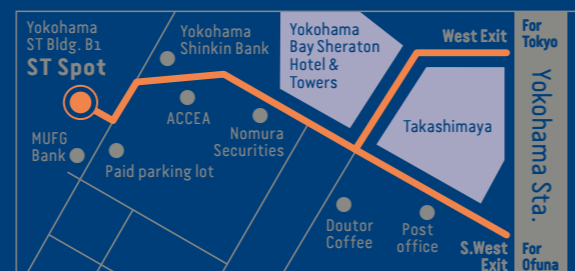 Yokohama
ST Bldg. B1
ST Spot
MUFG
Bank
Paid parking lot
Yokohama
Shinkin Bank
ACCEA
Nomura
Securities
Yokohama
Bay Sheraton
Hotel &
Towers
West Exit
Takashimaya
Doutor
Coffee
Post
office
S.West
Exit
For
Tokyo
Yokohama Sta.
For
Ofuna